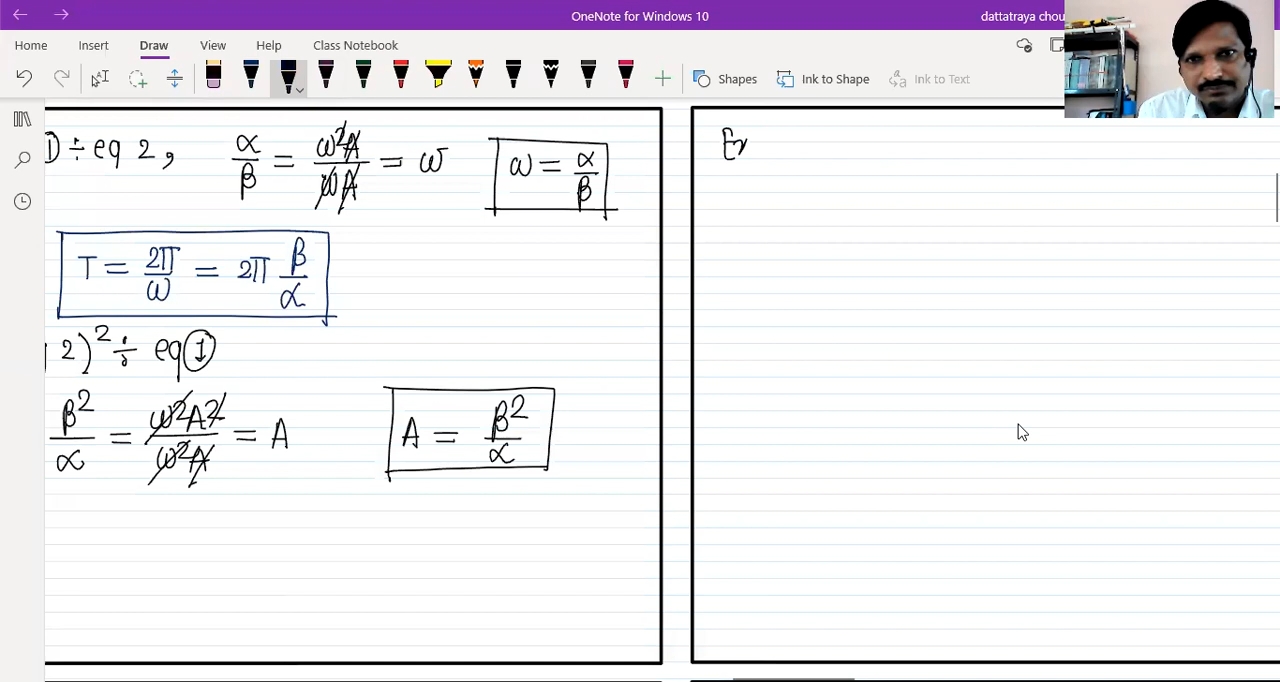 OneNote for Windows 10
dattatraya chou
Home Insert Draw View Help Class Notebook
Shapes Ink to Shape Ink to Text
1) ÷ eq 2, α/β = ω²A/ωA = ω ω = α/β
T = 2π/ω = 2π β/α
2)² ÷ eq 1
β²/α = ω²A²/ω²A = A A = β²/α